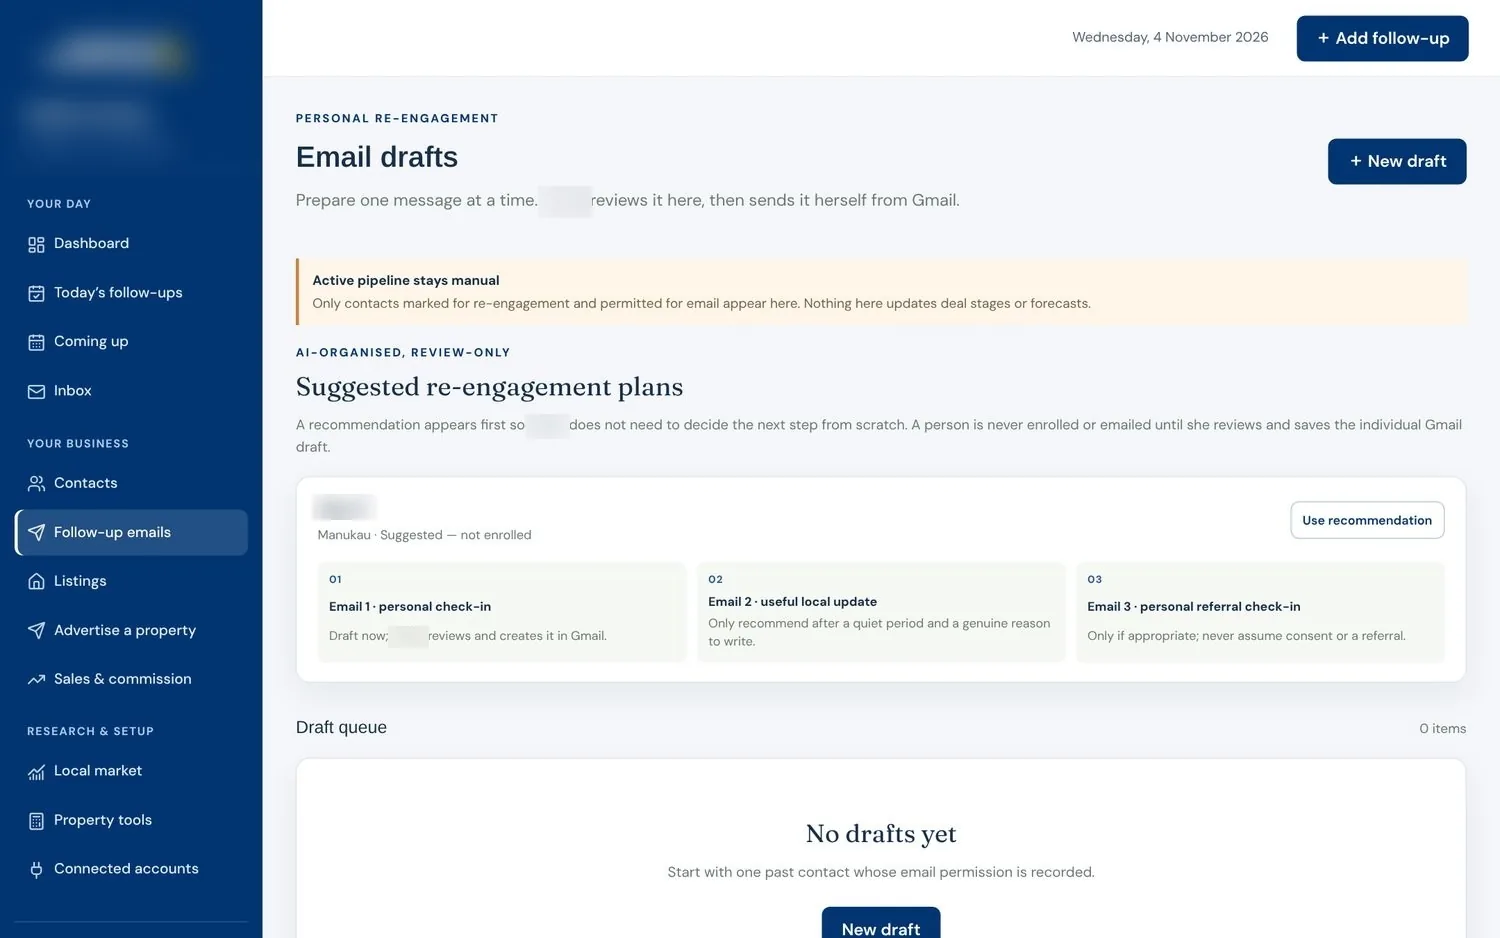 Wednesday, 4 November 2026
+ Add follow-up
YOUR DAY
Dashboard
Today's follow-ups
Coming up
Inbox
YOUR BUSINESS
Contacts
Follow-up emails
Listings
Advertise a property
Sales & commission
RESEARCH & SETUP
Local market
Property tools
Connected accounts
PERSONAL RE-ENGAGEMENT
Email drafts
+ New draft
Prepare one message at a time. reviews it here, then sends it herself from Gmail.
Active pipeline stays manual
Only contacts marked for re-engagement and permitted for email appear here. Nothing here updates deal stages or forecasts.
AI-ORGANISED, REVIEW-ONLY
Suggested re-engagement plans
A recommendation appears first so does not need to decide the next step from scratch. A person is never enrolled or emailed until she reviews and saves the individual Gmail
draft.
Manukau · Suggested — not enrolled
Use recommendation
01
Email 1 · personal check-in
Draft now; reviews and creates it in Gmail.
02
Email 2 · useful local update
Only recommend after a quiet period and a genuine reason
to write.
03
Email 3 · personal referral check-in
Only if appropriate; never assume consent or a referral.
Draft queue
0 items
No drafts yet
Start with one past contact whose email permission is recorded.
New draft